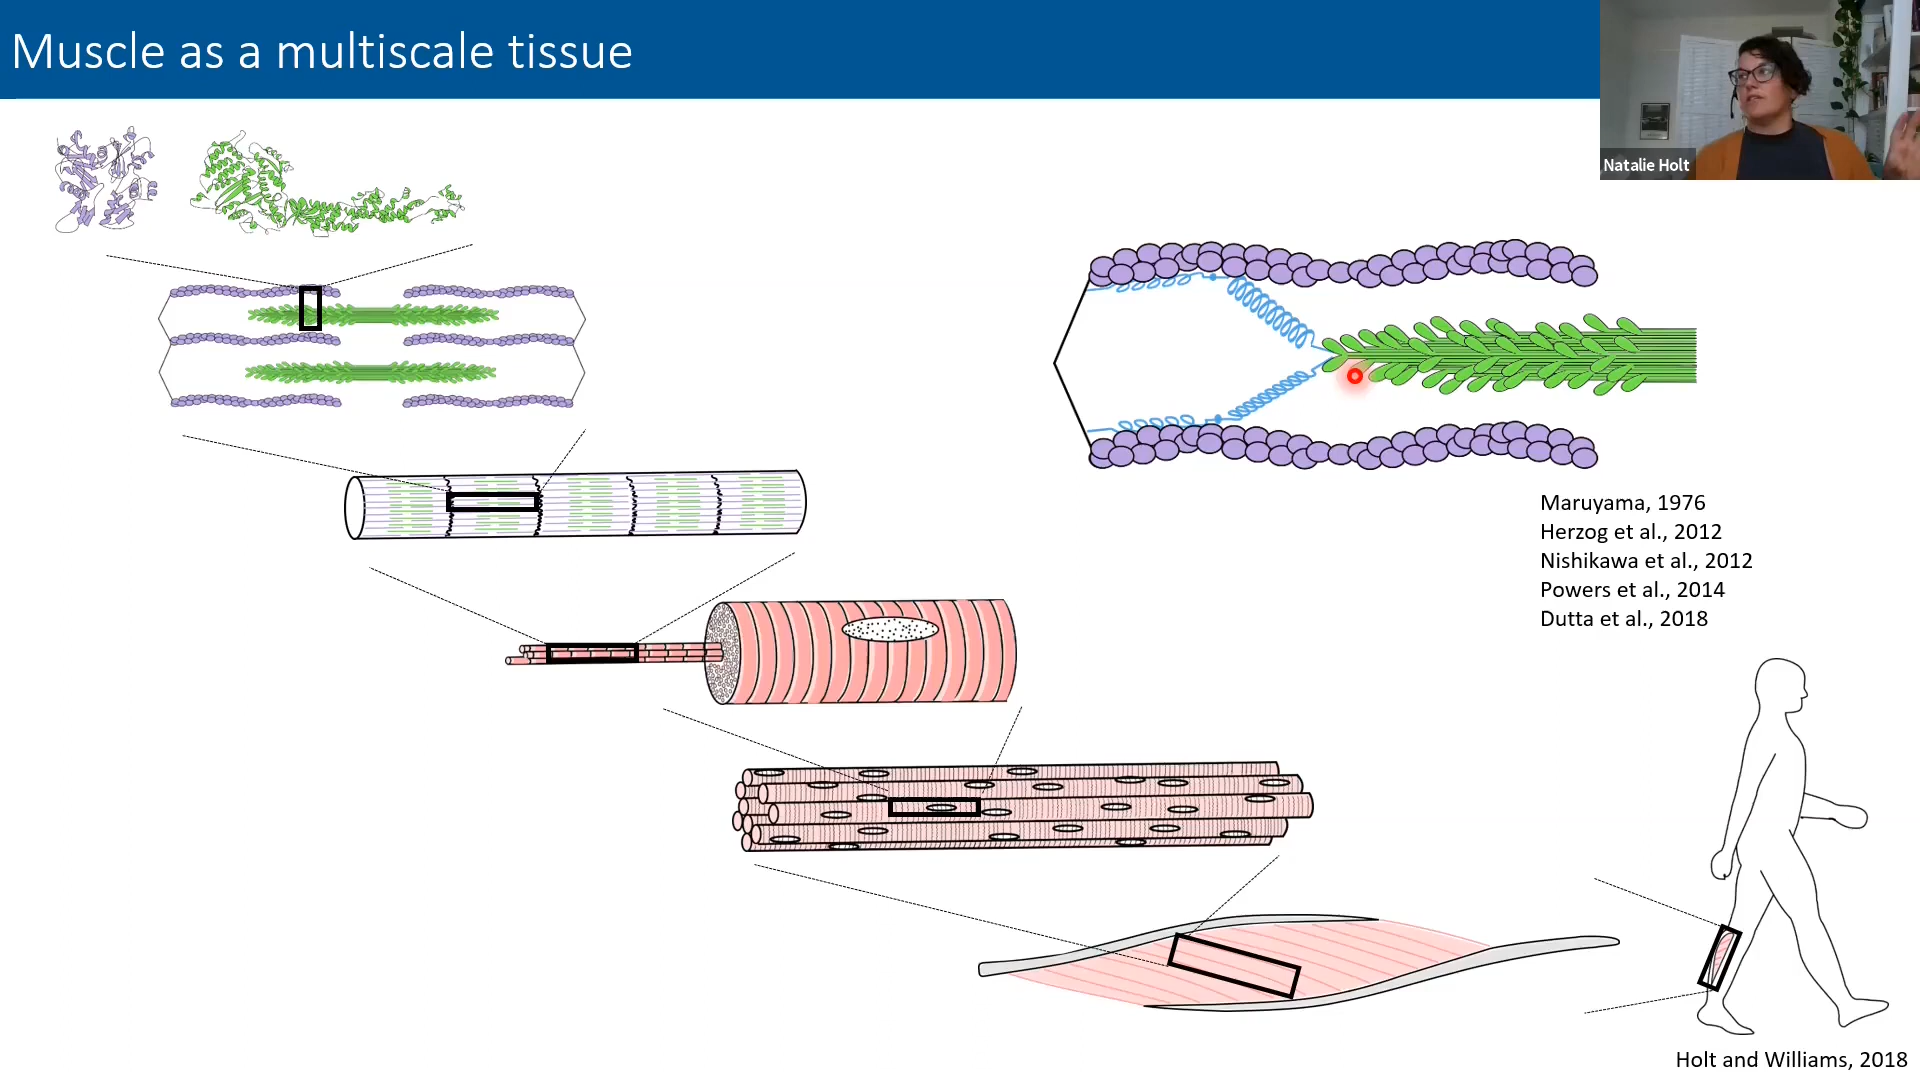 Muscle as a multiscale tissue
Natalie Holt
Maruyama, 1976
Herzog et al., 2012
Nishikawa et al., 2012
Powers et al., 2014
Dutta et al., 2018
Holt and Williams, 2018